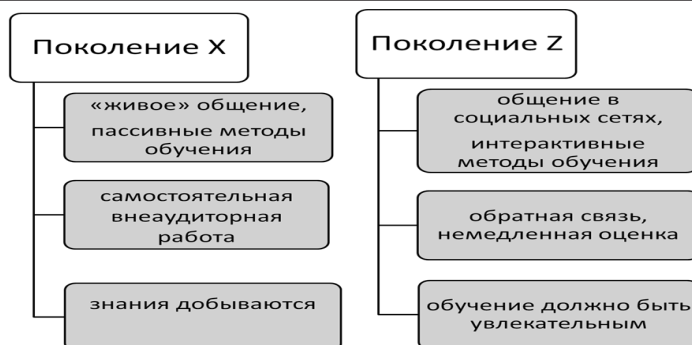 Поколение X
«живое» общение,
пассивные методы
обучения
самостоятельная
внеаудиторная
работа
знания добываются
Поколение Z
общение в
социальных сетях,
интерактивные
методы обучения
обратная связь,
немедленная оценка
обучение должно быть
увлекательным